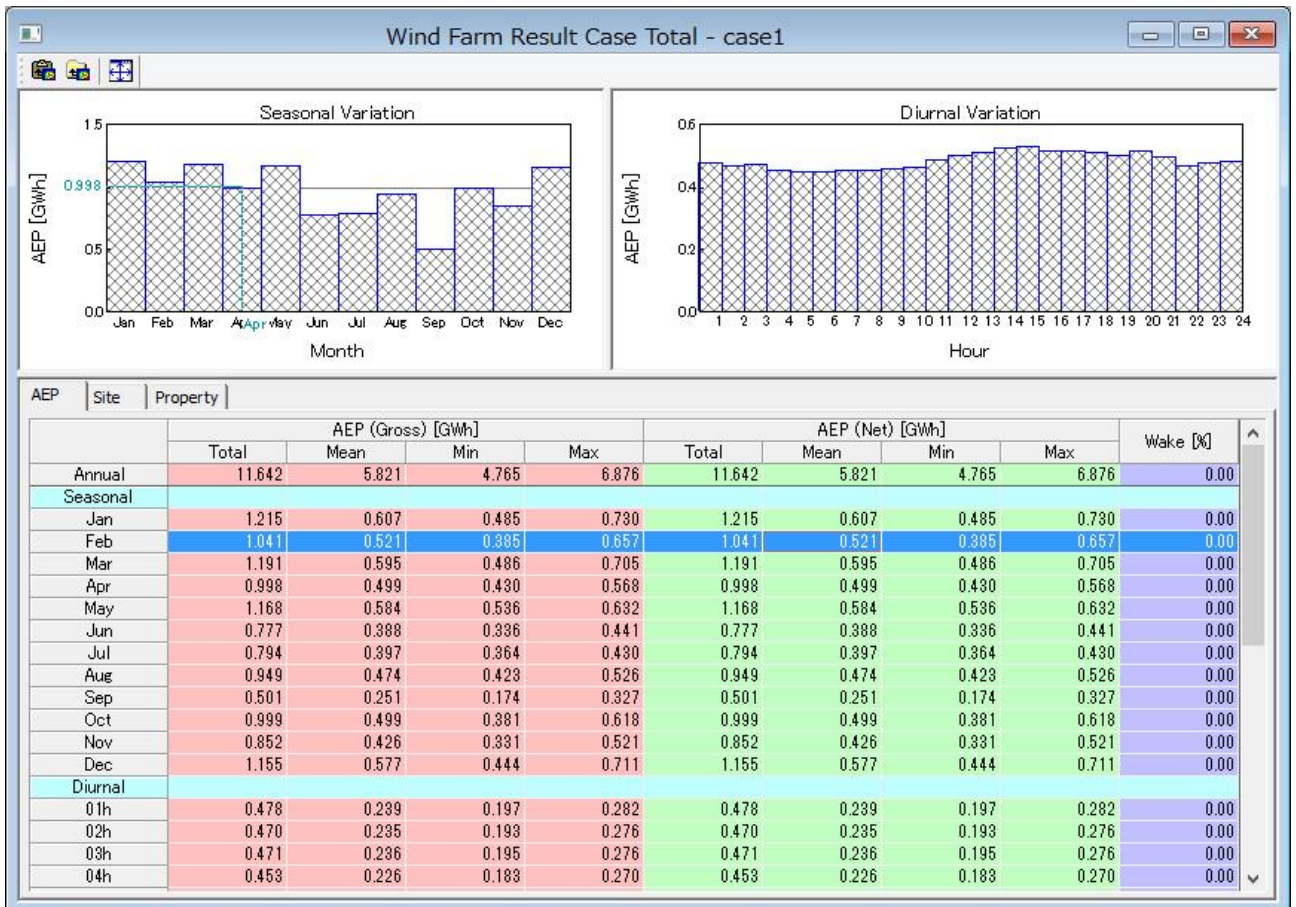 Wind Farm Result Case Total - case1
Seasonal Variation
1.5
0.998
0.5
0.0
AEP [GWh]
Jan Feb Mar Apr May Jun Jul Aug Sep Oct Nov Dec
Month
Diurnal Variation
0.6
0.4
0.2
0.0
AEP [GWh]
1 2 3 4 5 6 7 8 9 10 11 12 13 14 15 16 17 18 19 20 21 22 23 24
Hour
AEP Site Property
AEP (Gross) [GWh] AEP (Net) [GWh] Wake [%]
Total Mean Min Max Total Mean Min Max
Annual 11.642 5.821 4.765 6.876 11.642 5.821 4.765 6.876 0.00
Seasonal
Jan 1.215 0.607 0.485 0.730 1.215 0.607 0.485 0.730 0.00
Feb 1.041 0.521 0.385 0.657 1.041 0.521 0.385 0.657 0.00
Mar 1.191 0.595 0.486 0.705 1.191 0.595 0.486 0.705 0.00
Apr 0.998 0.499 0.430 0.568 0.998 0.499 0.430 0.568 0.00
May 1.168 0.584 0.536 0.632 1.168 0.584 0.536 0.632 0.00
Jun 0.777 0.388 0.336 0.441 0.777 0.388 0.336 0.441 0.00
Jul 0.794 0.397 0.364 0.430 0.794 0.397 0.364 0.430 0.00
Aug 0.949 0.474 0.423 0.526 0.949 0.474 0.423 0.526 0.00
Sep 0.501 0.251 0.174 0.327 0.501 0.251 0.174 0.327 0.00
Oct 0.999 0.499 0.381 0.618 0.999 0.499 0.381 0.618 0.00
Nov 0.852 0.426 0.331 0.521 0.852 0.426 0.331 0.521 0.00
Dec 1.155 0.577 0.444 0.711 1.155 0.577 0.444 0.711 0.00
Diurnal
01h 0.478 0.239 0.197 0.282 0.478 0.239 0.197 0.282 0.00
02h 0.470 0.235 0.193 0.276 0.470 0.235 0.193 0.276 0.00
03h 0.471 0.236 0.195 0.276 0.471 0.236 0.195 0.276 0.00
04h 0.453 0.226 0.183 0.270 0.453 0.226 0.183 0.270 0.00